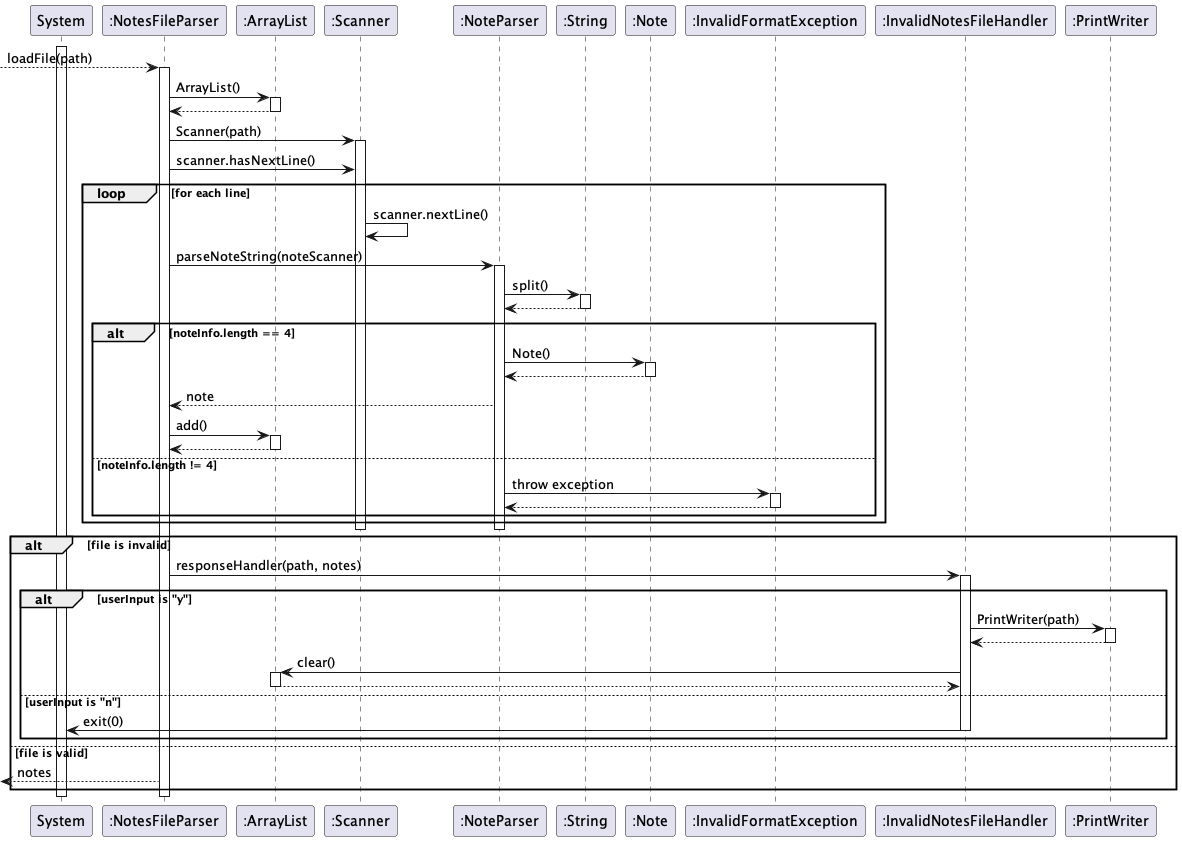 System :NotesFileParser :ArrayList :Scanner :NoteParser :String :Note :InvalidFormatException :InvalidNotesFileHandler :PrintWriter
loadFile(path)
ArrayList()
Scanner(path)
scanner.hasNextLine()
loop [for each line]
scanner.nextLine()
parseNoteString(noteScanner)
split()
alt [noteInfo.length == 4]
Note()
note
add()
[noteInfo.length != 4]
throw exception
alt [file is invalid]
responseHandler(path, notes)
alt [userInput is "y"]
PrintWriter(path)
clear()
[userInput is "n"]
exit(0)
[file is valid]
notes
System :NotesFileParser :ArrayList :Scanner :NoteParser :String :Note :InvalidFormatException :InvalidNotesFileHandler :PrintWriter